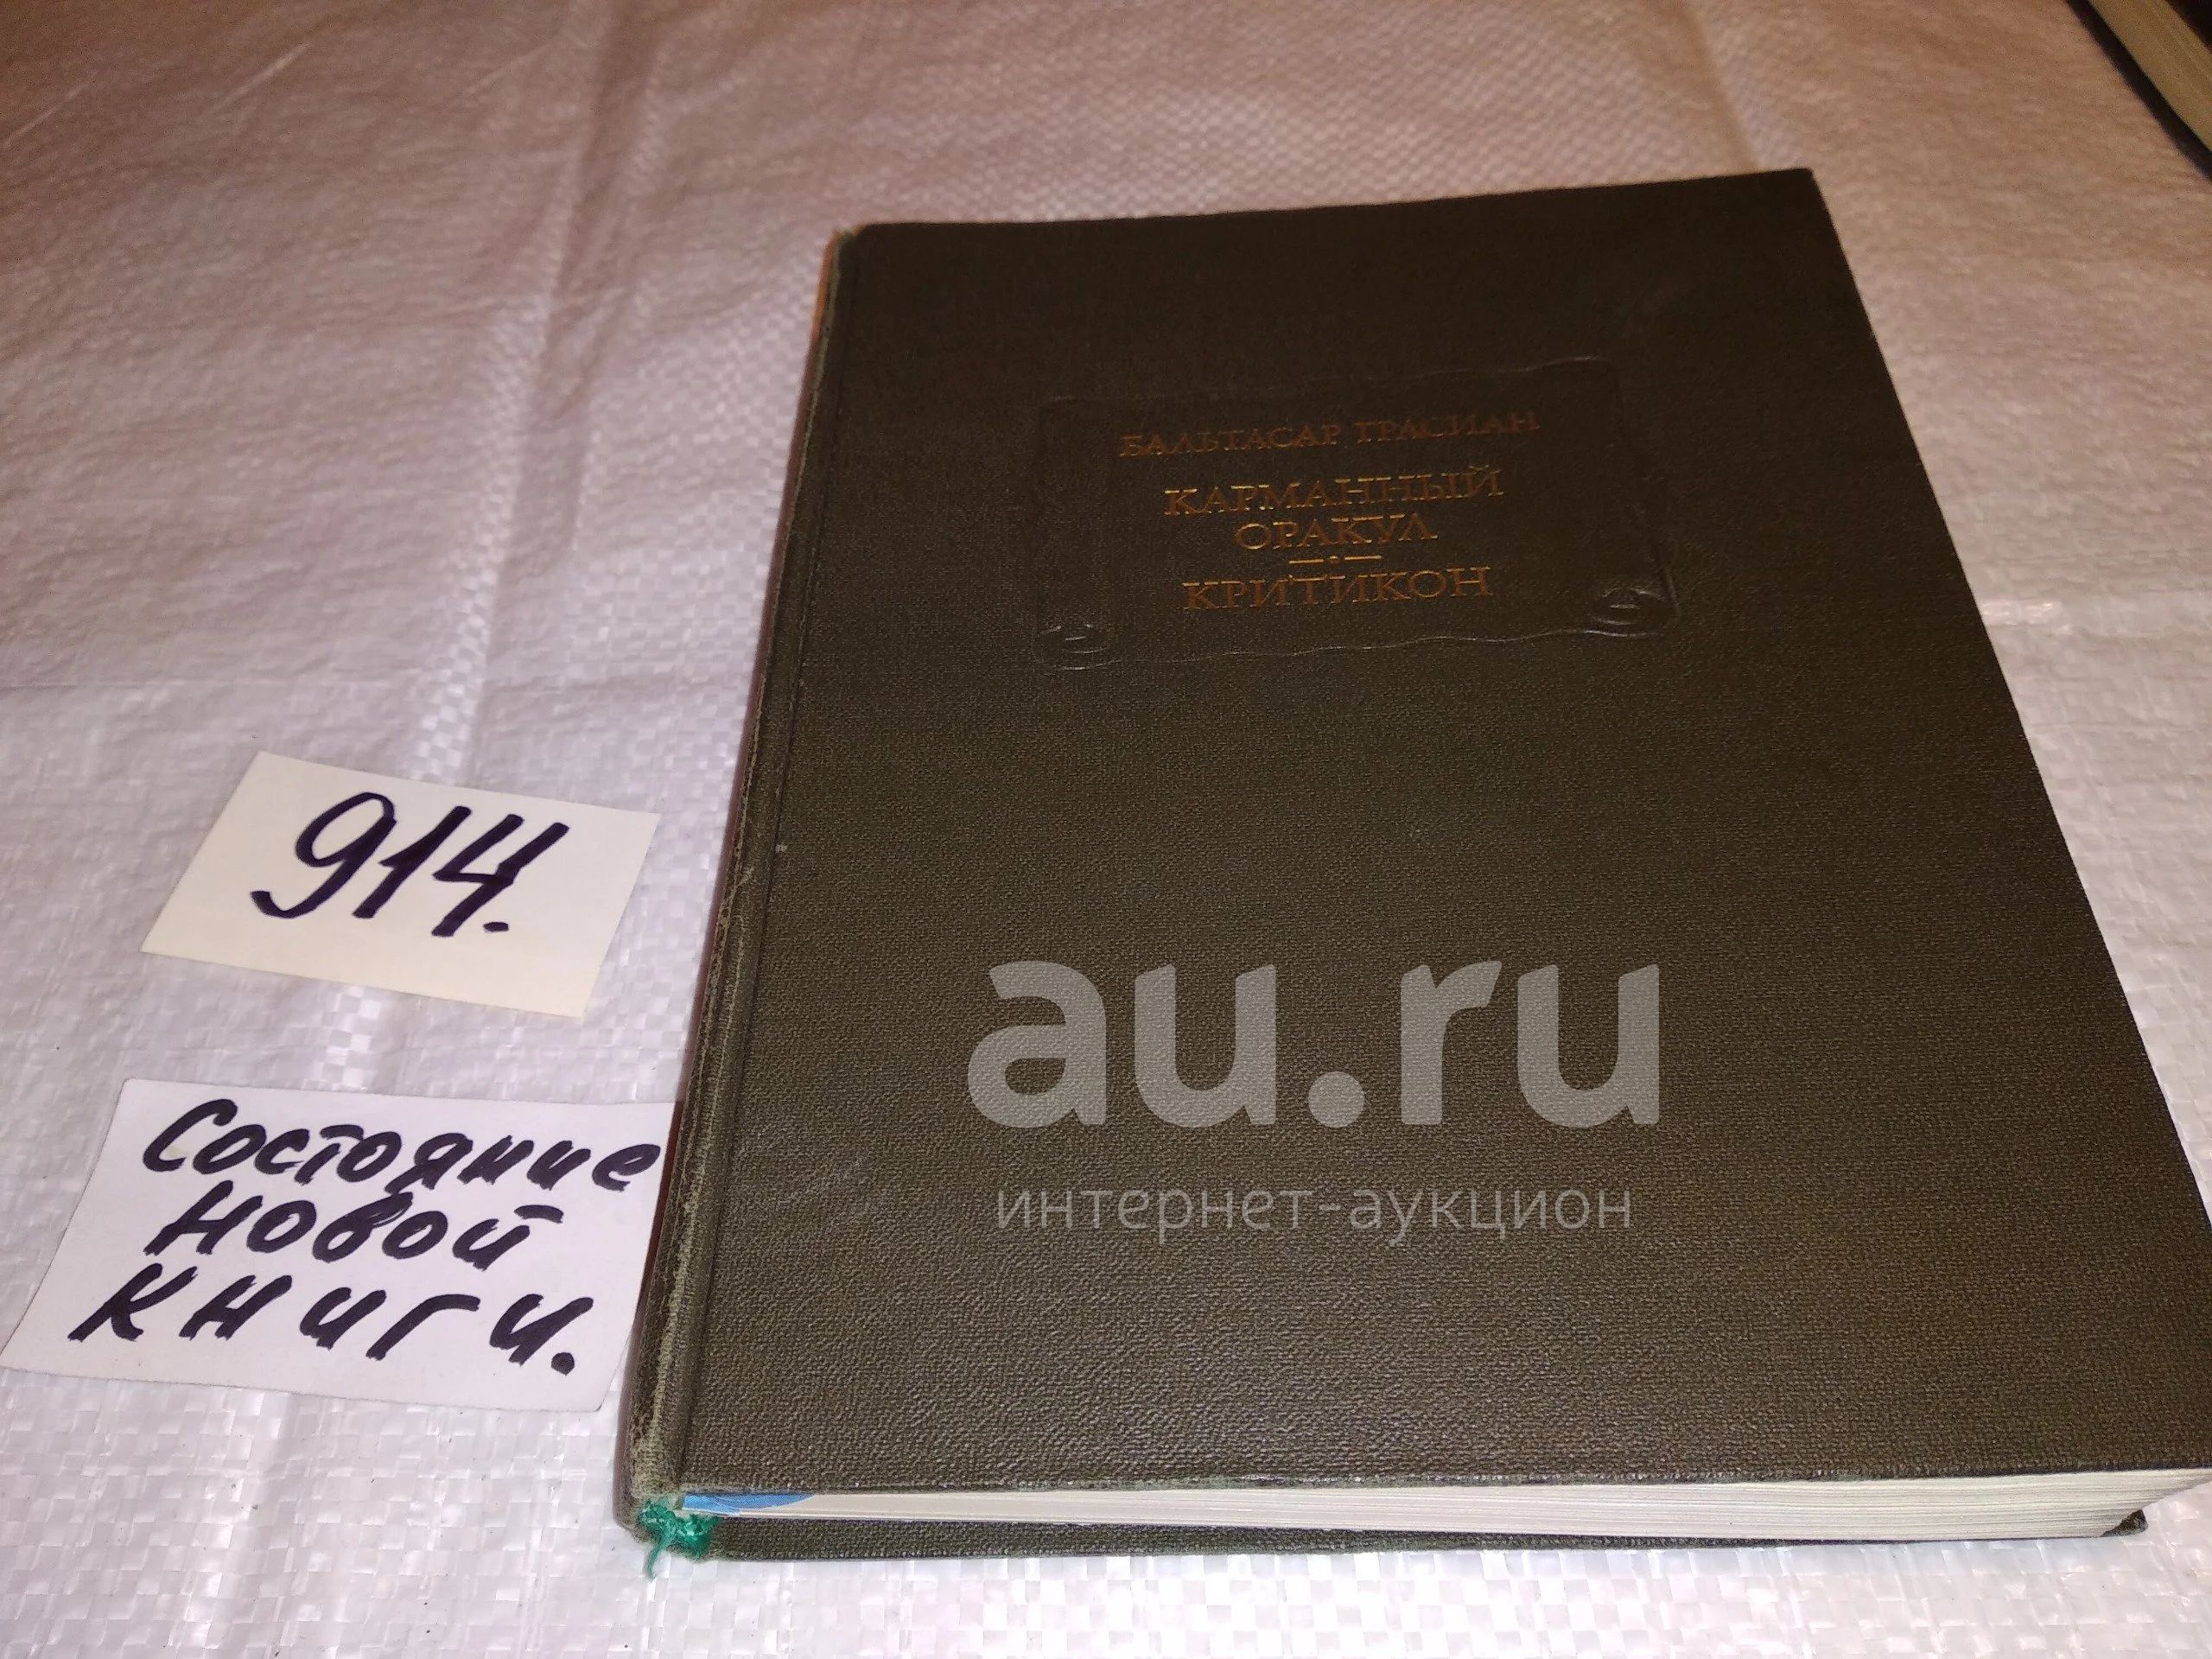 БАЛЬТАСАР ГРАСИАН
КАРМАННЫЙ
ОРАКУЛ
КРИТИКОН
914.
Состояние
новой
книги.
au.ru
интернет-аукцион